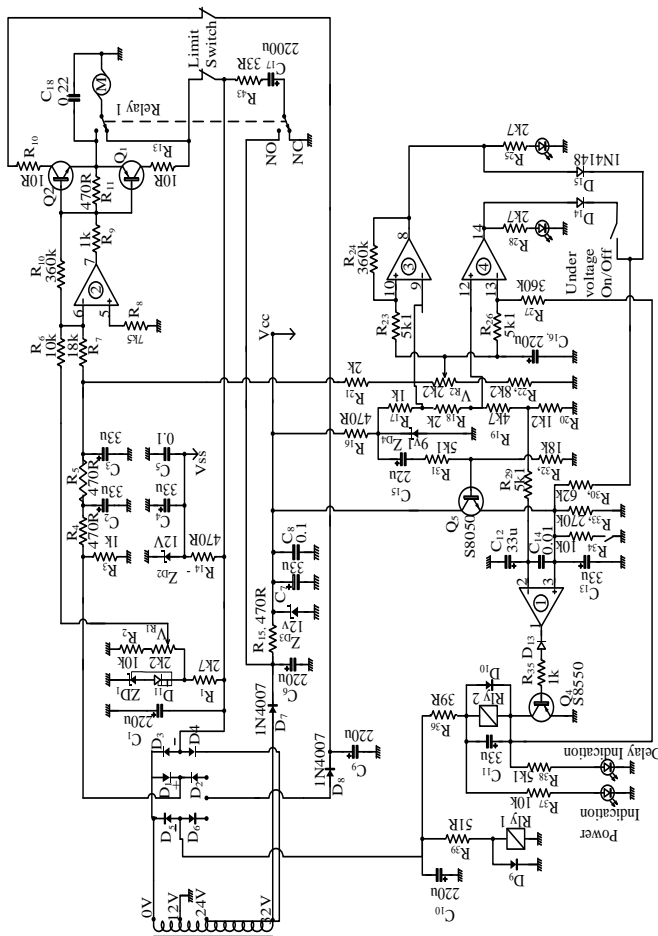 Limit
Switch
2200u
C17
33R
R43
C18
0.22
M
Relay 1
R10
10R
Q2
470R
R11
Q1
R13
10R
NO
NC
R10
360k
1k
R9
7
2
6
5
R8
7k5
R6
10k
18k
R7
Vcc
R5
470R
C3
33u
C5
0.1
Vss
C2
33u
C4
33u
R4
470R
R3
1k
ZD2
12V
R14
470R
C8
0.1
C7
33u
ZD3
12v
R15, 470R
C6
220u
R2
10k
VR1
2k2
ZD1
D11
R1
2k7
C1
220u
1N4007
D7
1N4007
D8
C9
220u
D3
D4
D1
D2
D5
D6
0V
12V
24V
32V
2k7
R25
1N4148
D15
2k7
R28
D14
R24
360k
8
3
10
9
14
4
12
13
360k
R27
Under
voltage
On/Off
R23
5k1
R26
5k1
C16,
220u
2k
R21
VR2
2k2
R22,
8k2
470R
R16
1k
R17
2k
R18
4k7
R19
1k2
R20
ZD4
9v1
22u
C15
5k1
R31
18k
R32,
R29
5k1
Q25
S8050
R30,
62k
R33,
270k
R34
10k
C12
33u
C14
0.01
33u
C13
2
3
1
1
D13
R35
1k
Q4
S8550
39R
R36
D10
Rly 2
C11
33u
R38
5k1
Delay Indication
R37
10k
Indication
Power
51R
R39
Rly 1
D9
C10
220u